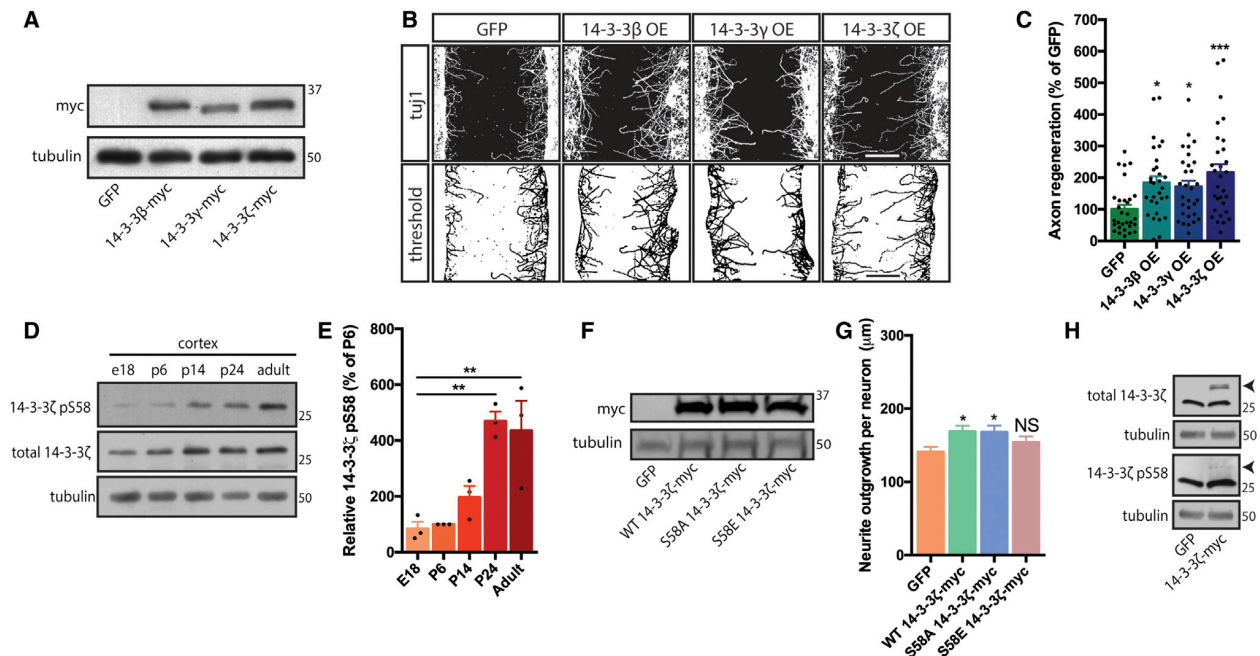 A
myc
37
tubulin
50
GFP
14-3-3β-myc
14-3-3γ-myc
14-3-3ζ-myc
B
GFP
14-3-3β OE
14-3-3γ OE
14-3-3ζ OE
tuj1
threshold
C
Axon regeneration (% of GFP)
700
600
500
400
300
200
100
0
*
*
***
GFP
14-3-3β OE
14-3-3γ OE
14-3-3ζ OE
D
cortex
e18 p6 p14 p24 adult
14-3-3ζ pS58
25
total 14-3-3ζ
25
tubulin
50
E
Relative 14-3-3ζ pS58 (% of P6)
800
600
400
200
0
**
**
E18
P6
P14
P24
Adult
F
myc
37
tubulin
50
GFP
WT 14-3-3ζ-myc
S58A 14-3-3ζ-myc
S58E 14-3-3ζ-myc
G
Neurite outgrowth per neuron (μm)
300
200
100
0
*
*
NS
GFP
WT 14-3-3ζ-myc
S58A 14-3-3ζ-myc
S58E 14-3-3ζ-myc
H
total 14-3-3ζ
25
tubulin
50
14-3-3ζ pS58
25
tubulin
50
GFP
14-3-3ζ-myc